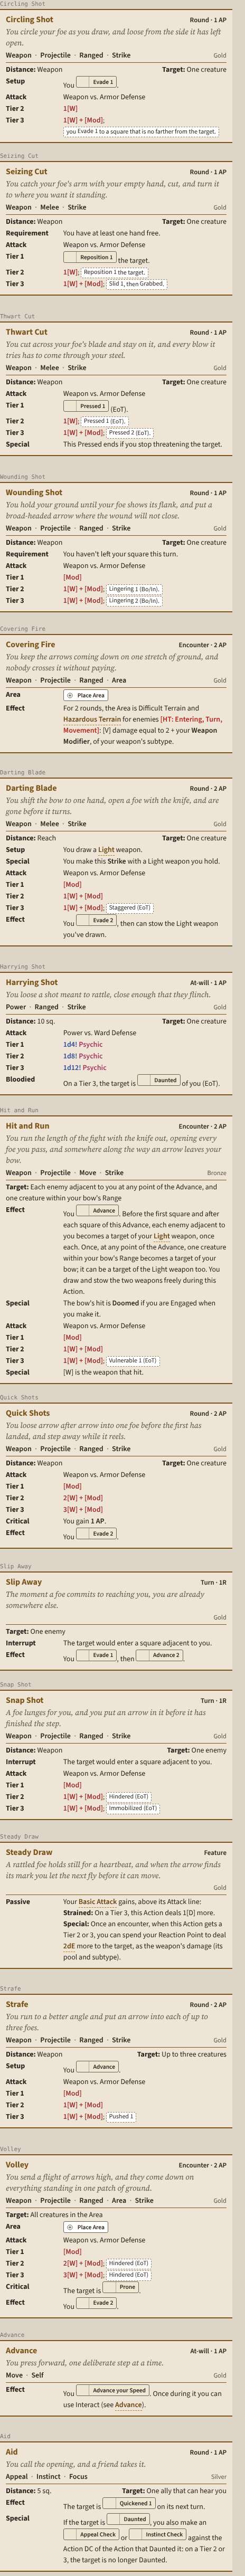 Circling Shot
Circling Shot Round · 1 AP
You circle your foe as you draw, and loose from the side it has left
open.
Weapon · Projectile · Ranged · Strike Gold
Distance: Weapon Target: One creature
Setup You Evade 1.
Attack Weapon vs. Armor Defense
Tier 2 1[W]
Tier 3 1[W] + [Mod];
you Evade 1 to a square that is no farther from the target.
Seizing Cut
Seizing Cut Round · 1 AP
You catch your foe's arm with your empty hand, cut, and turn it
to where you want it standing.
Weapon · Melee · Strike Gold
Distance: Weapon Target: One creature
Requirement You have at least one hand free.
Attack Weapon vs. Armor Defense
Tier 1 Reposition 1 the target.
Tier 2 1[W]; Reposition 1 the target.
Tier 3 1[W] + [Mod]; Slid 1, then Grabbed.
Thwart Cut
Thwart Cut Round · 1 AP
You cut across your foe's blade and stay on it, and every blow it
tries has to come through your steel.
Weapon · Melee · Strike Gold
Distance: Weapon Target: One creature
Attack Weapon vs. Armor Defense
Tier 1 Pressed 1 (EoT).
Tier 2 1[W]; Pressed 1 (EoT).
Tier 3 1[W] + [Mod]; Pressed 2 (EoT).
Special This Pressed ends if you stop threatening the target.
Wounding Shot
Wounding Shot Round · 1 AP
You hold your ground until your foe shows its flank, and put a
broad-headed arrow where the wound will not close.
Weapon · Projectile · Ranged · Strike Gold
Distance: Weapon Target: One creature
Requirement You haven't left your square this turn.
Attack Weapon vs. Armor Defense
Tier 1 [Mod]
Tier 2 1[W] + [Mod]; Lingering 1 (Bo/In).
Tier 3 1[W] + [Mod]; Lingering 2 (Bo/In).
Covering Fire
Covering Fire Encounter · 2 AP
You keep the arrows coming down on one stretch of ground, and
nobody crosses it without paying.
Weapon · Projectile · Ranged · Area Gold
Area Place Area
Effect For 2 rounds, the Area is Difficult Terrain and
Hazardous Terrain for enemies [HT: Entering, Turn,
Movement]: [V] damage equal to 2 + your Weapon
Modifier, of your weapon's subtype.
Darting Blade
Darting Blade Round · 2 AP
You shift the bow to one hand, open a foe with the knife, and are
gone before it turns.
Weapon · Melee · Strike Gold
Distance: Reach Target: One creature
Setup You draw a Light weapon.
Special You make this Strike with a Light weapon you hold.
Attack Weapon vs. Armor Defense
Tier 1 [Mod]
Tier 2 1[W] + [Mod]
Tier 3 1[W] + [Mod]; Staggered (EoT)
Effect You Evade 2, then can stow the Light weapon
you've drawn.
Harrying Shot
Harrying Shot At-will · 1 AP
You loose a shot meant to rattle, close enough that they flinch.
Power · Ranged · Strike Gold
Distance: 10 sq. Target: One creature
Attack Power vs. Ward Defense
Tier 1 1d4! Psychic
Tier 2 1d8! Psychic
Tier 3 1d12! Psychic
Bloodied On a Tier 3, the target is Daunted of you (EoT).
Hit and Run
Hit and Run Encounter · 2 AP
You run the length of the fight with the knife out, opening every
foe you pass, and somewhere along the way an arrow leaves your
bow.
Weapon · Projectile · Move · Strike Bronze
Target: Each enemy adjacent to you at any point of the Advance, and
one creature within your bow's Range
Effect You Advance. Before the first square and after
each square of this Advance, each enemy adjacent to
you becomes a target of your Light weapon, once
each. Once, at any point of the Advance, one creature
within your bow's Range becomes a target of your
bow; it can be a target of the Light weapon too. You
draw and stow the two weapons freely during this
Action.
Special The bow's hit is Doomed if you are Engaged when
you make it.
Attack Weapon vs. Armor Defense
Tier 1 [Mod]
Tier 2 1[W] + [Mod]
Tier 3 1[W] + [Mod]; Vulnerable 1 (EoT)
Special [W] is the weapon that hit.
Quick Shots
Quick Shots Round · 2 AP
You loose arrow after arrow into one foe before the first has
landed, and step away while it reels.
Weapon · Projectile · Ranged · Strike Gold
Distance: Weapon Target: One creature
Attack Weapon vs. Armor Defense
Tier 1 [Mod]
Tier 2 2[W] + [Mod]
Tier 3 3[W] + [Mod]
Critical You gain 1 AP.
Effect You Evade 2.
Slip Away
Slip Away Turn · 1R
The moment a foe commits to reaching you, you are already
somewhere else.
Gold
Target: One enemy
Interrupt The target would enter a square adjacent to you.
Effect You Evade 1, then Advance 2.
Snap Shot
Snap Shot Turn · 1R
A foe lunges for you, and you put an arrow in it before it has
finished the step.
Weapon · Projectile · Ranged · Strike Gold
Distance: Weapon Target: One enemy
Interrupt The target would enter a square adjacent to you.
Attack Weapon vs. Armor Defense
Tier 1 [Mod]
Tier 2 1[W] + [Mod]; Hindered (EoT)
Tier 3 1[W] + [Mod]; Immobilized (EoT)
Steady Draw
Steady Draw Feature
A rattled foe holds still for a heartbeat, and when the arrow finds
its mark you let the next fly before it can move.
Gold
Passive Your Basic Attack gains, above its Attack line:
Strained: On a Tier 3, this Action deals 1[D] more.
Special: Once an encounter, when this Action gets a
Tier 2 or 3, you can spend your Reaction Point to deal
2dE more to the target, as the weapon's damage (its
pool and subtype).
Strafe
Strafe Round · 2 AP
You run to a better angle and put an arrow into each of up to
three foes.
Weapon · Projectile · Ranged · Strike Gold
Distance: Weapon Target: Up to three creatures
Setup You Advance.
Attack Weapon vs. Armor Defense
Tier 1 [Mod]
Tier 2 1[W] + [Mod]
Tier 3 1[W] + [Mod]; Pushed 1
Volley
Volley Encounter · 2 AP
You send a flight of arrows high, and they come down on
everything standing in one patch of ground.
Weapon · Projectile · Ranged · Area · Strike Gold
Target: All creatures in the Area
Area Place Area
Attack Weapon vs. Armor Defense
Tier 1 [Mod]
Tier 2 2[W] + [Mod]; Hindered (EoT)
Tier 3 3[W] + [Mod]; Hindered (EoT)
Critical The target is Prone
Effect You Evade 2.
Advance
Advance At-will · 1 AP
You press forward, one deliberate step at a time.
Move · Self Gold
Effect You Advance your Speed. Once during it you can
use Interact (see Advance).
Aid
Aid Round · 1 AP
You call the opening, and a friend takes it.
Appeal · Instinct · Focus Silver
Distance: 5 sq. Target: One ally that can hear you
Effect The target is Quickened 1 on its next turn.
Special If the target is Daunted, you also make an
Appeal Check or Instinct Check against the
Action DC of the Action that Daunted it: on a Tier 2 or
3, the target is no longer Daunted.